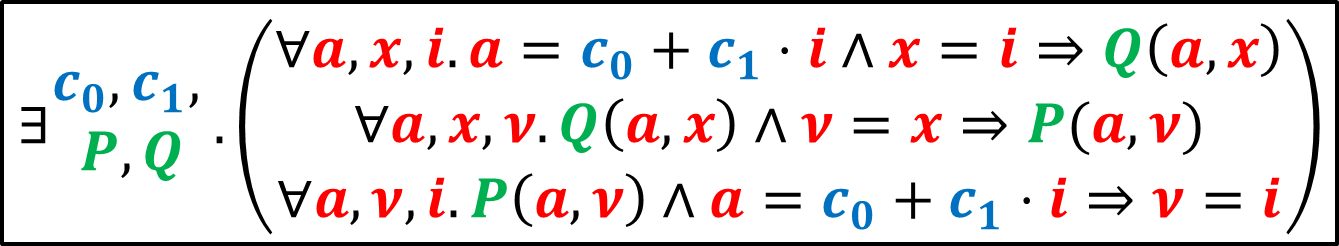 ∃ c₀, c₁, P, Q .
∀a, x, i. a = c₀ + c₁ · i ∧ x = i ⇒ Q(a, x)
∀a, x, ν. Q(a, x) ∧ ν = x ⇒ P(a, ν)
∀a, ν, i. P(a, ν) ∧ a = c₀ + c₁ · i ⇒ ν = i